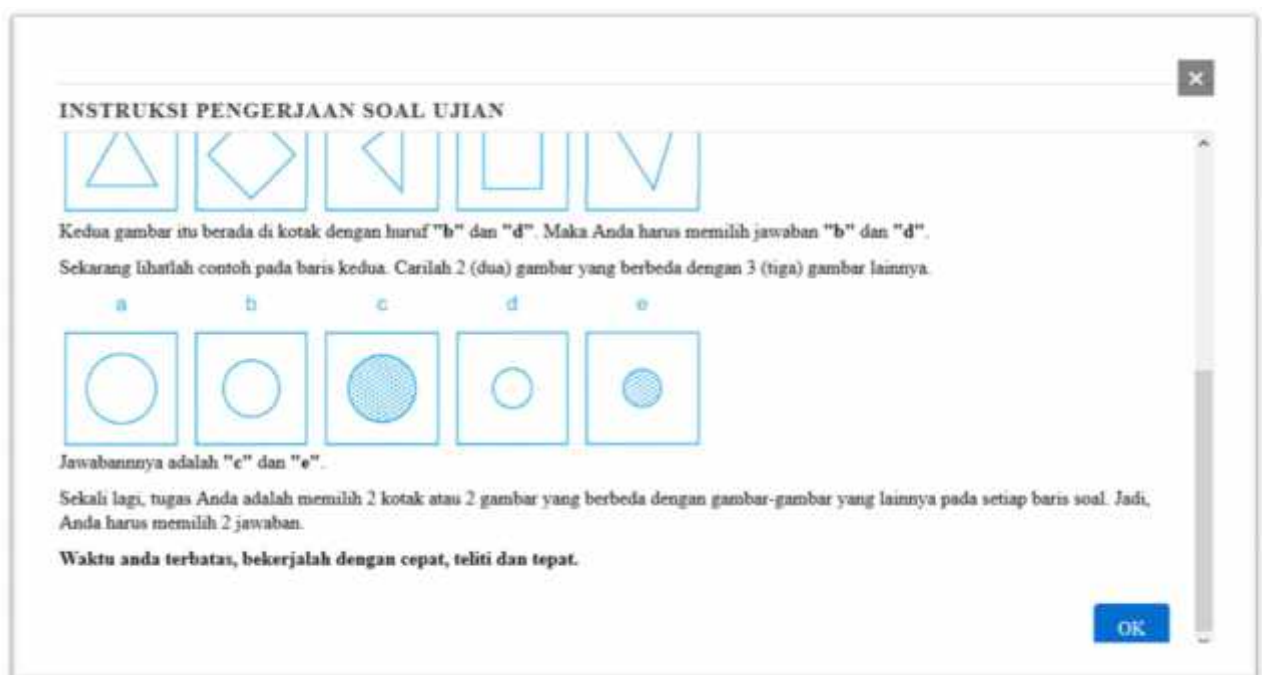 INSTRUKSI PENGERJAAN SOAL UJIAN
Kedua gambar itu berada di kotak dengan huruf "b" dan "d". Maka Anda harus memilih jawaban "b" dan "d".
Sekarang lihatlah contoh pada baris kedua. Carilah 2 (dua) gambar yang berbeda dengan 3 (tiga) gambar lainnya.
a b c d e
Jawabannnya adalah "c" dan "e".
Sekali lagi, tugas Anda adalah memilih 2 kotak atau 2 gambar yang berbeda dengan gambar-gambar yang lainnya pada setiap baris soal. Jadi,
Anda harus memilih 2 jawaban.
Waktu anda terbatas, bekerjalah dengan cepat, teliti dan tepat.
OK